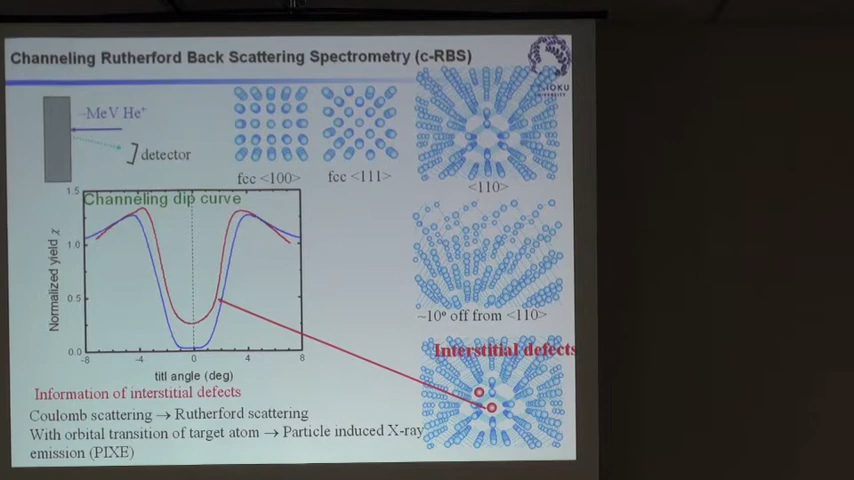 Channeling Rutherford Back Scattering Spectrometry (c-RBS)
~MeV He⁺
detector
fcc <100>
fcc <111>
<110>
Channeling dip curve
Normalized yield χ
1.5
1.0
0.5
0.0
-8
-4
0
4
8
titl angle (deg)
~10° off from <110>
Interstitial defects
Information of interstitial defects
Coulomb scattering → Rutherford scattering
With orbital transition of target atom → Particle induced X-ray
emission (PIXE)